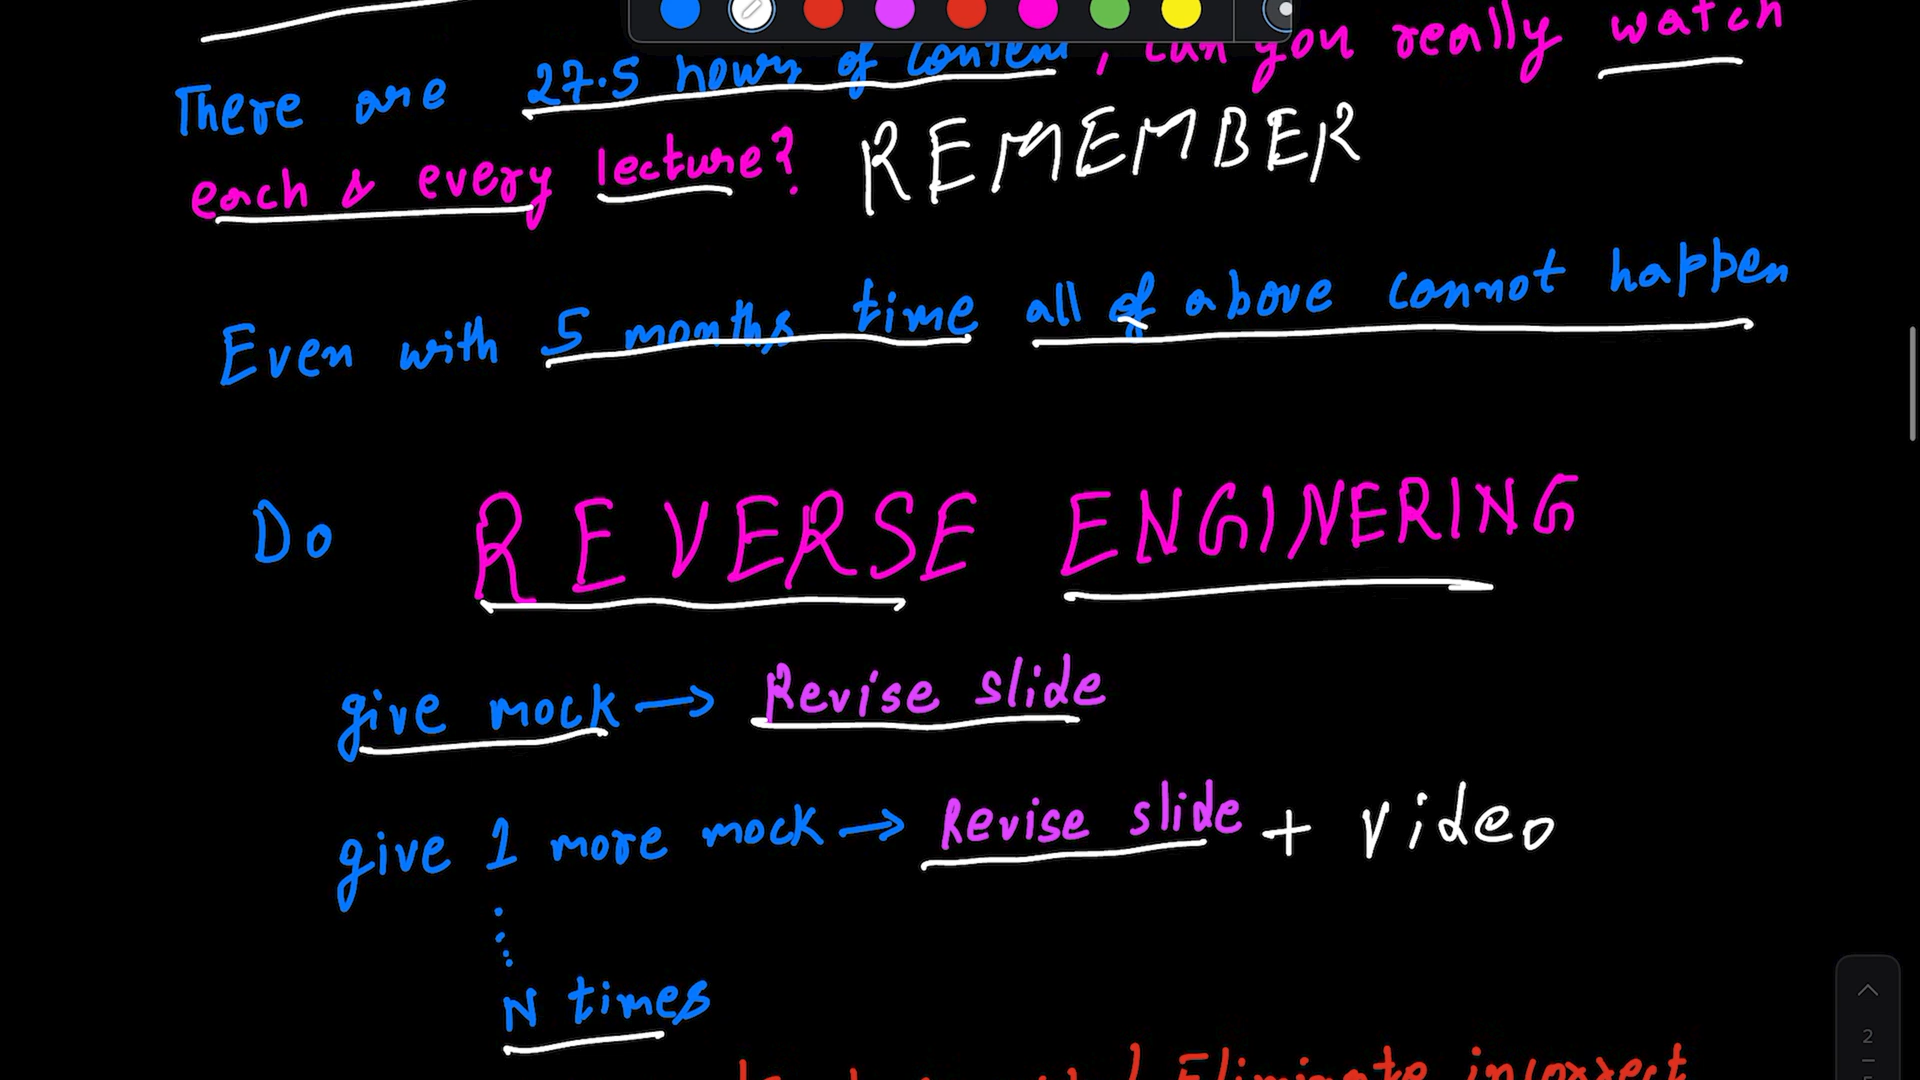 There are 27.5 hours of content, can you really watch
each & every lecture? REMEMBER
Even with 5 months time all of above connot happen
Do REVERSE ENGINERING
give mock → Revise slide
give 1 more mock → Revise slide + Video
N times
Eliminate incorrect
2